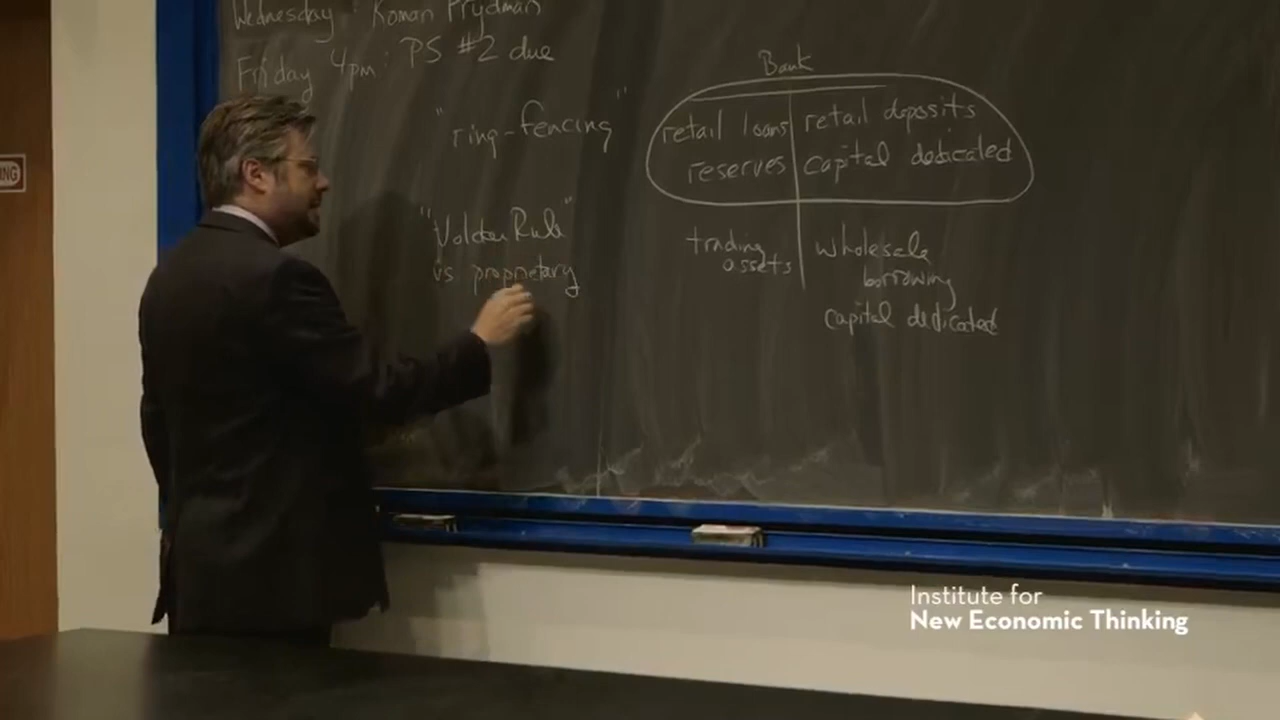 Wednesday : Roman Frydman
Friday 4pm : PS #2 due
"ring-fencing"
"Volcker Rule"
vs proprietary
Bank
retail loans
reserves
retail deposits
capital dedicated
trading
assets
wholesale
borrowing
capital dedicated
NG
Institute for
New Economic Thinking